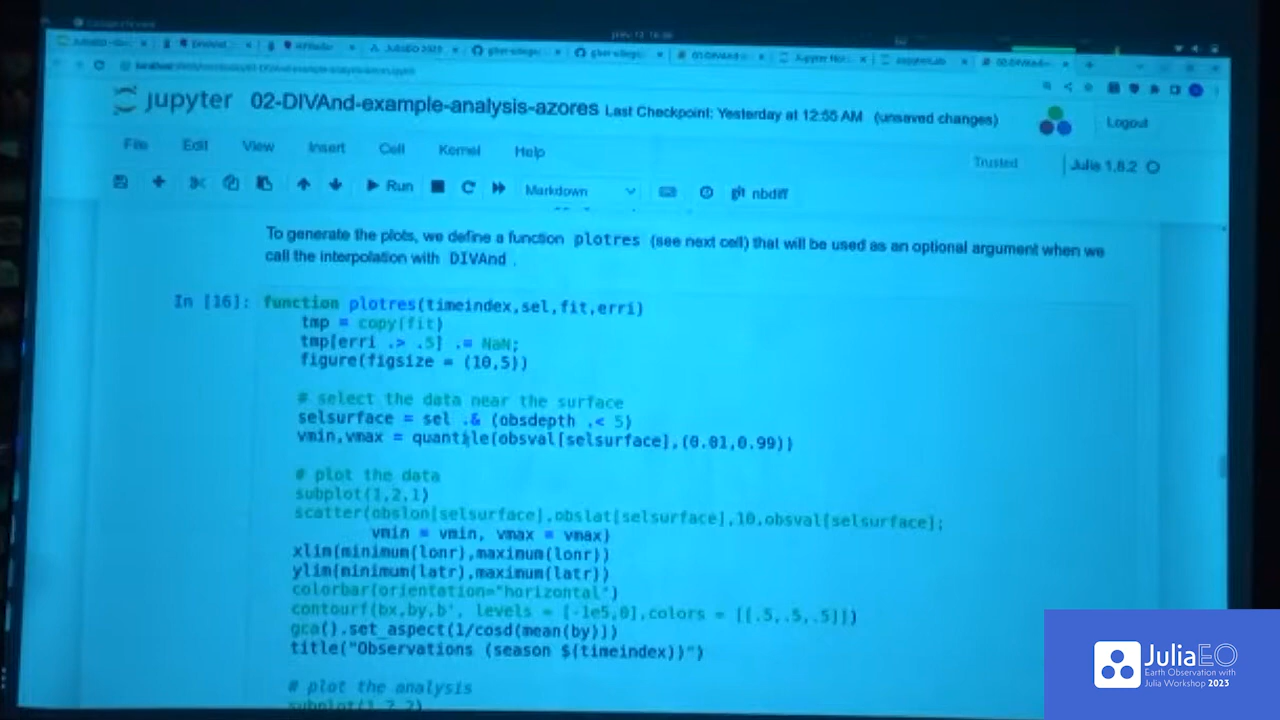 jupyter 02-DIVAnd-example-analysis-azores Last Checkpoint: Yesterday at 12:55 AM (unsaved changes)
Logout
File Edit View Insert Cell Kernel Help
Trusted
Julia 1.8.2
Run
Markdown
git nbdiff
To generate the plots, we define a function plotres (see next cell) that will be used as an optional argument when we
call the interpolation with DIVAnd .
In [16]: function plotres(timeindex,sel,fit,erri)
tmp = copy(fit)
tmp[erri .> .5] .= NaN;
figure(figsize = (10,5))
# select the data near the surface
selsurface = sel .& (obsdepth .< 5)
vmin,vmax = quantile(obsval[selsurface],(0.01,0.99))
# plot the data
subplot(1,2,1)
scatter(obslon[selsurface],obslat[selsurface],10,obsval[selsurface];
vmin = vmin, vmax = vmax)
xlim(minimum(lonr),maximum(lonr))
ylim(minimum(latr),maximum(latr))
colorbar(orientation="horizontal")
contourf(bx,by,b', levels = [-1e5,0],colors = [[.5,.5,.5]])
gca().set_aspect(1/cosd(mean(by)))
title("Observations (season $(timeindex))")
# plot the analysis
subplot(1,2,2)
JuliaEO
Earth Observation with
Julia Workshop 2023